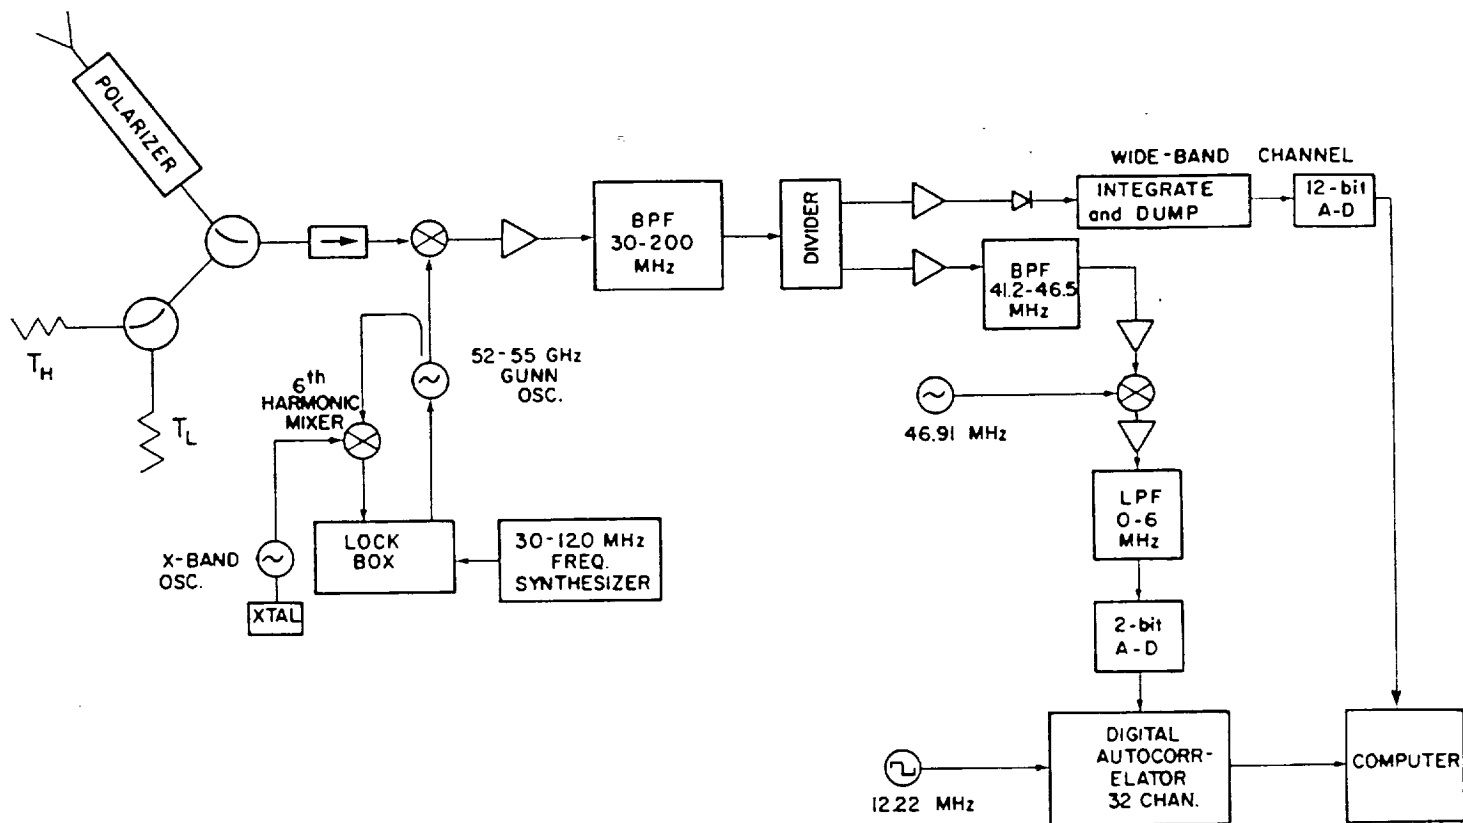 POLARIZER
T_H
T_L
6th
HARMONIC
MIXER
52-55 GHz
GUNN
OSC.
X-BAND
OSC.
XTAL
LOCK
BOX
30-120 MHz
FREQ.
SYNTHESIZER
BPF
30-200
MHz
DIVIDER
WIDE-BAND CHANNEL
INTEGRATE
and DUMP
12-bit
A-D
BPF
41.2-46.5
MHz
46.91 MHz
LPF
0-6
MHz
2-bit
A-D
DIGITAL
AUTOCORR-
ELATOR
32 CHAN.
12.22 MHz
COMPUTER